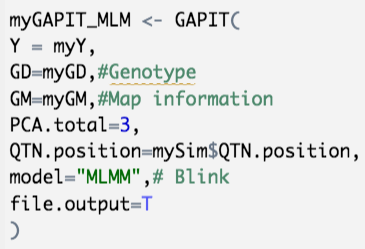 myGAPIT_MLM <- GAPIT(
Y = myY,
GD=myGD,#Genotype
GM=myGM,#Map information
PCA.total=3,
QTN.position=mySim$QTN.position,
model="MLMM",# Blink
file.output=T
)